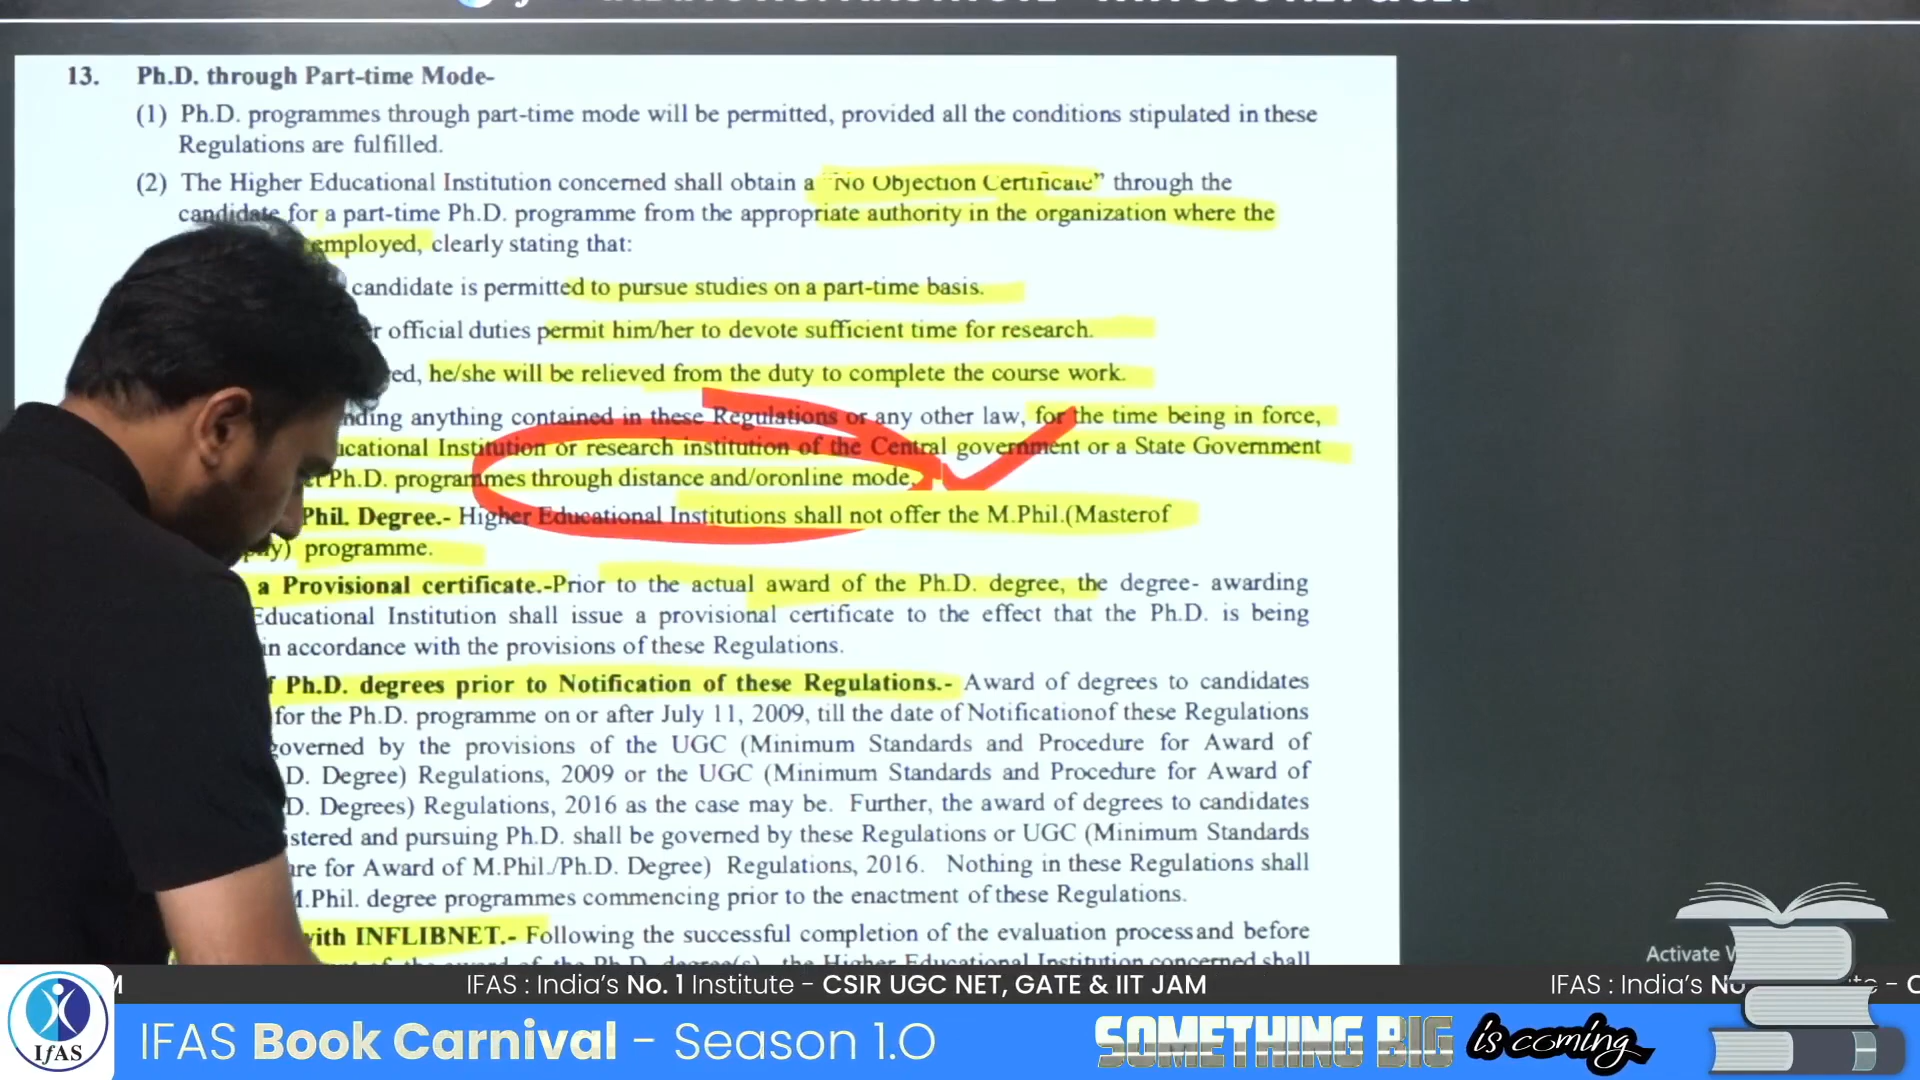 13. Ph.D. through Part-time Mode-
(1) Ph.D. programmes through part-time mode will be permitted, provided all the conditions stipulated in these
Regulations are fulfilled.
(2) The Higher Educational Institution concerned shall obtain a "No Objection Certificate" through the
candidate for a part-time Ph.D. programme from the appropriate authority in the organization where the
employed, clearly stating that:
candidate is permitted to pursue studies on a part-time basis.
official duties permit him/her to devote sufficient time for research.
he/she will be relieved from the duty to complete the course work.
anything contained in these Regulations or any other law, for the time being in force,
Institution or research institution of the Central government or a State Government
Ph.D. programmes through distance and/oronline mode.
Phil. Degree.- Higher Educational Institutions shall not offer the M.Phil.(Masterof
programme.
a Provisional certificate.-Prior to the actual award of the Ph.D. degree, the degree- awarding
Educational Institution shall issue a provisional certificate to the effect that the Ph.D. is being
in accordance with the provisions of these Regulations.
Ph.D. degrees prior to Notification of these Regulations.- Award of degrees to candidates
for the Ph.D. programme on or after July 11, 2009, till the date of Notificationof these Regulations
governed by the provisions of the UGC (Minimum Standards and Procedure for Award of
D. Degree) Regulations, 2009 or the UGC (Minimum Standards and Procedure for Award of
D. Degrees) Regulations, 2016 as the case may be. Further, the award of degrees to candidates
and pursuing Ph.D. shall be governed by these Regulations or UGC (Minimum Standards
for Award of M.Phil./Ph.D. Degree) Regulations, 2016. Nothing in these Regulations shall
M.Phil. degree programmes commencing prior to the enactment of these Regulations.
with INFLIBNET.- Following the successful completion of the evaluation process and before
the Higher Educational Institution concerned shall
Activate
IFAS : India's No. 1 Institute - CSIR UGC NET, GATE & IIT JAM
IFAS : India's
IfAS
IFAS Book Carnival - Season 1.0
SOMETHING BIG is coming